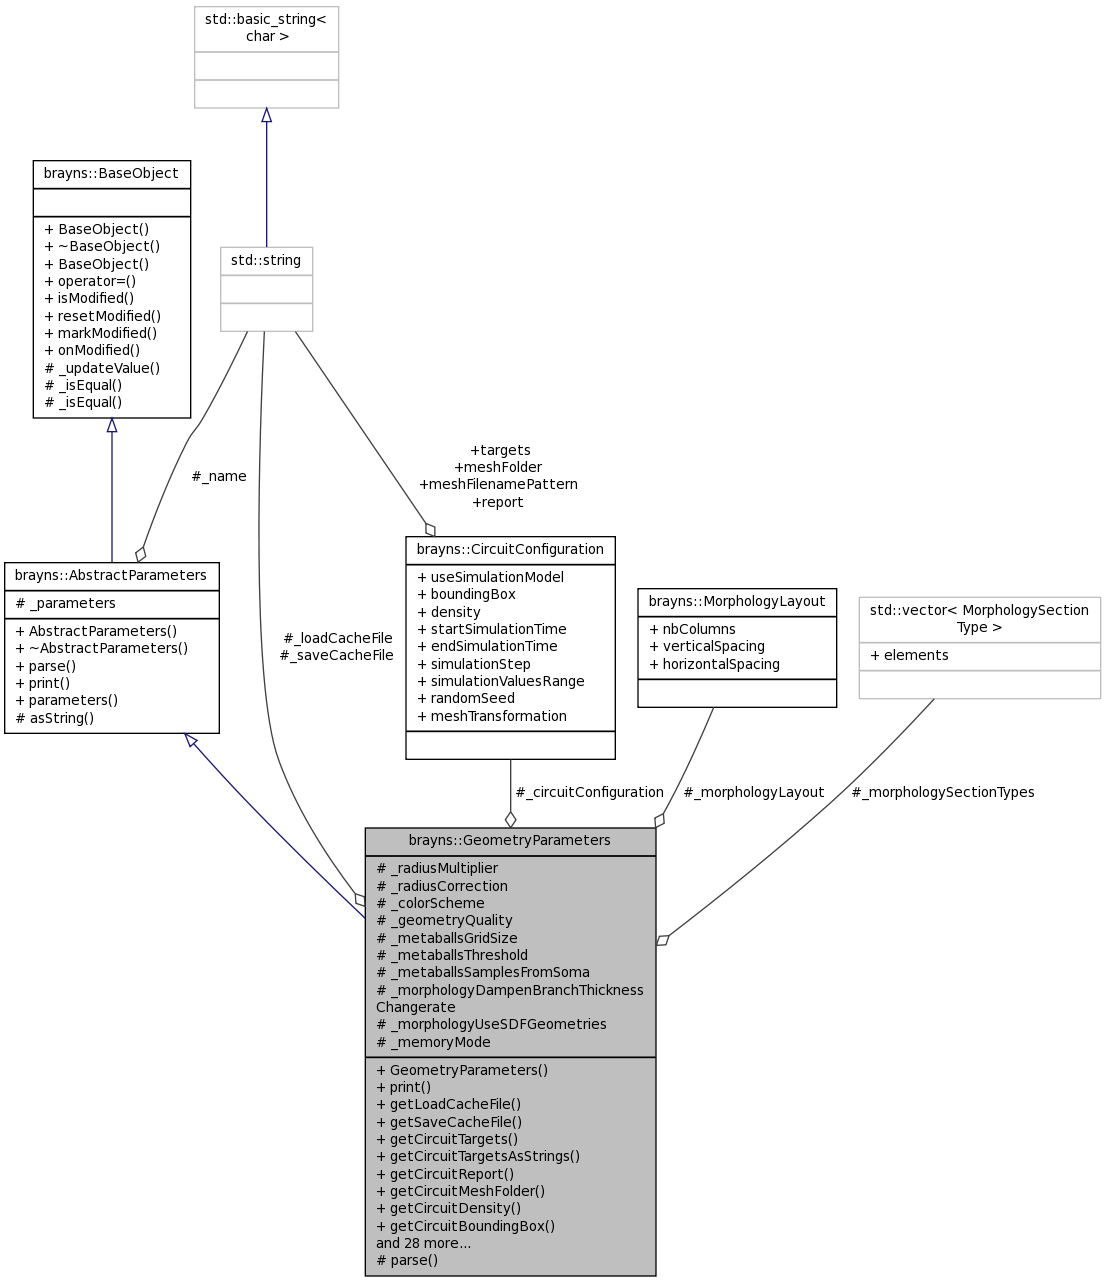 std::basic_string<
char >
brayns::BaseObject
+ BaseObject()
+ ~BaseObject()
+ BaseObject()
+ operator=()
+ isModified()
+ resetModified()
+ markModified()
+ onModified()
# _updateValue()
# _isEqual()
# _isEqual()
std::string
#_name
+targets
+meshFolder
+meshFilenamePattern
+report
brayns::AbstractParameters
# _parameters
+ AbstractParameters()
+ ~AbstractParameters()
+ parse()
+ print()
+ parameters()
# asString()
#_loadCacheFile
#_saveCacheFile
brayns::CircuitConfiguration
+ useSimulationModel
+ boundingBox
+ density
+ startSimulationTime
+ endSimulationTime
+ simulationStep
+ simulationValuesRange
+ randomSeed
+ meshTransformation
brayns::MorphologyLayout
+ nbColumns
+ verticalSpacing
+ horizontalSpacing
std::vector< MorphologySection
Type >
+ elements
#_circuitConfiguration
#_morphologyLayout
#_morphologySectionTypes
brayns::GeometryParameters
# _radiusMultiplier
# _radiusCorrection
# _colorScheme
# _geometryQuality
# _metaballsGridSize
# _metaballsThreshold
# _metaballsSamplesFromSoma
# _morphologyDampenBranchThickness
Changerate
# _morphologyUseSDFGeometries
# _memoryMode
+ GeometryParameters()
+ print()
+ getLoadCacheFile()
+ getSaveCacheFile()
+ getCircuitTargets()
+ getCircuitTargetsAsStrings()
+ getCircuitReport()
+ getCircuitMeshFolder()
+ getCircuitDensity()
+ getCircuitBoundingBox()
and 28 more...
# parse()